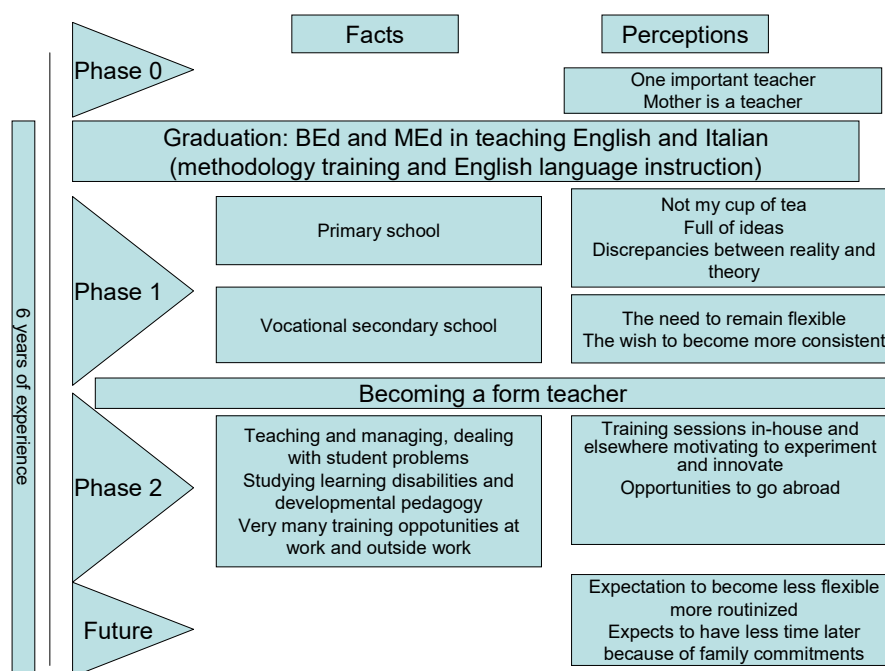 Facts
Perceptions
Phase 0
One important teacher
Mother is a teacher
Graduation: BEd and MEd in teaching English and Italian
(methodology training and English language instruction)
6 years of experience
Phase 1
Primary school
Not my cup of tea
Full of ideas
Discrepancies between reality and
theory
Vocational secondary school
The need to remain flexible
The wish to become more consistent
Becoming a form teacher
Phase 2
Teaching and managing, dealing
with student problems
Studying learning disabilities and
developmental pedagogy
Very many training oppotunities at
work and outside work
Training sessions in-house and
elsewhere motivating to experiment
and innovate
Opportunities to go abroad
Future
Expectation to become less flexible
more routinized
Expects to have less time later
because of family commitments